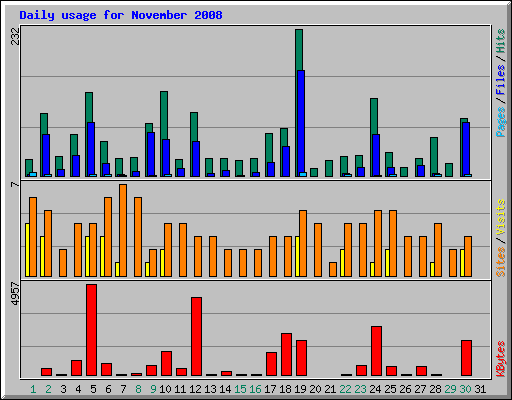 Daily usage for November 2008
232
Pages / Files / Hits
7
Sites / Visits
4957
KBytes
1 2 3 4 5 6 7 8 9 10 11 12 13 14 15 16 17 18 19 20 21 22 23 24 25 26 27 28 29 30 31